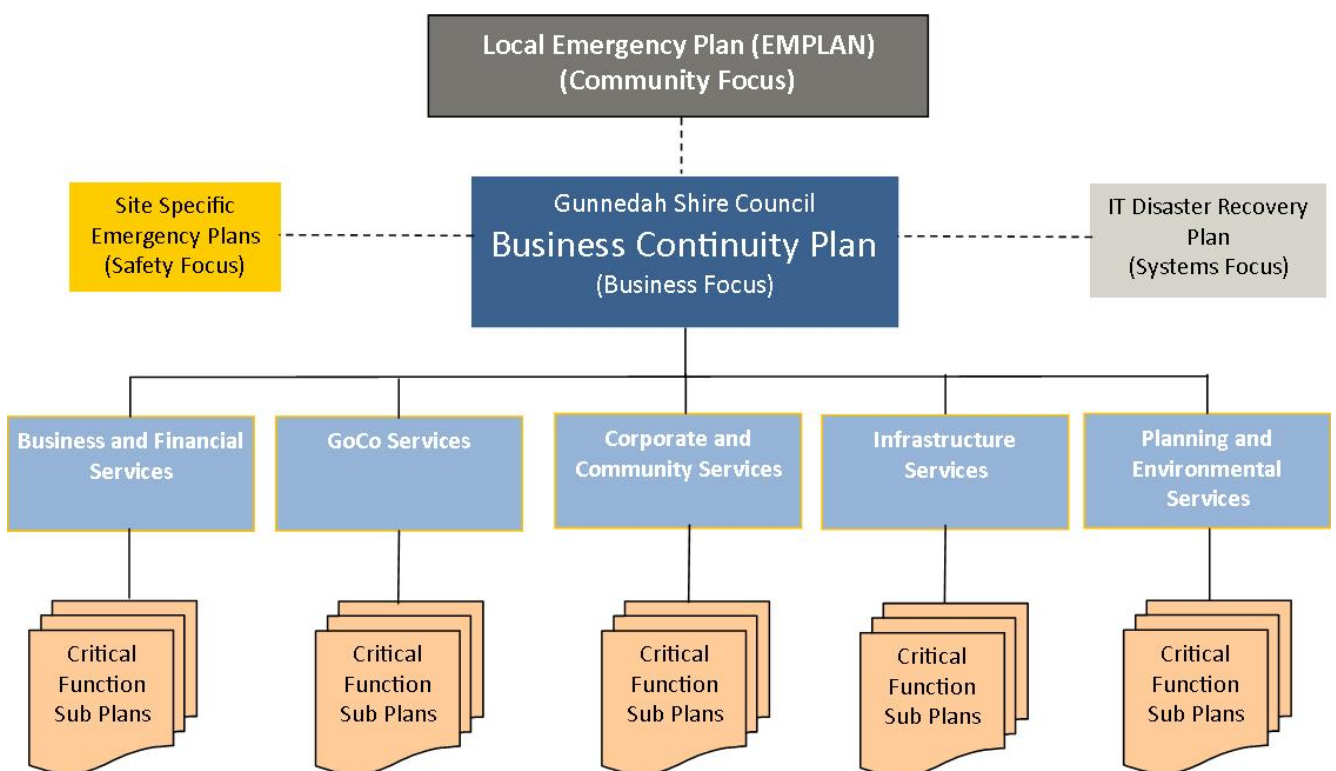 Local Emergency Plan (EMPLAN)
(Community Focus)
Site Specific
Emergency Plans
(Safety Focus)
Gunnedah Shire Council
Business Continuity Plan
(Business Focus)
IT Disaster Recovery
Plan
(Systems Focus)
Business and Financial
Services
GoCo Services
Corporate and
Community Services
Infrastructure
Services
Planning and
Environmental
Services
Critical
Function
Sub Plans
Critical
Function
Sub Plans
Critical
Function
Sub Plans
Critical
Function
Sub Plans
Critical
Function
Sub Plans